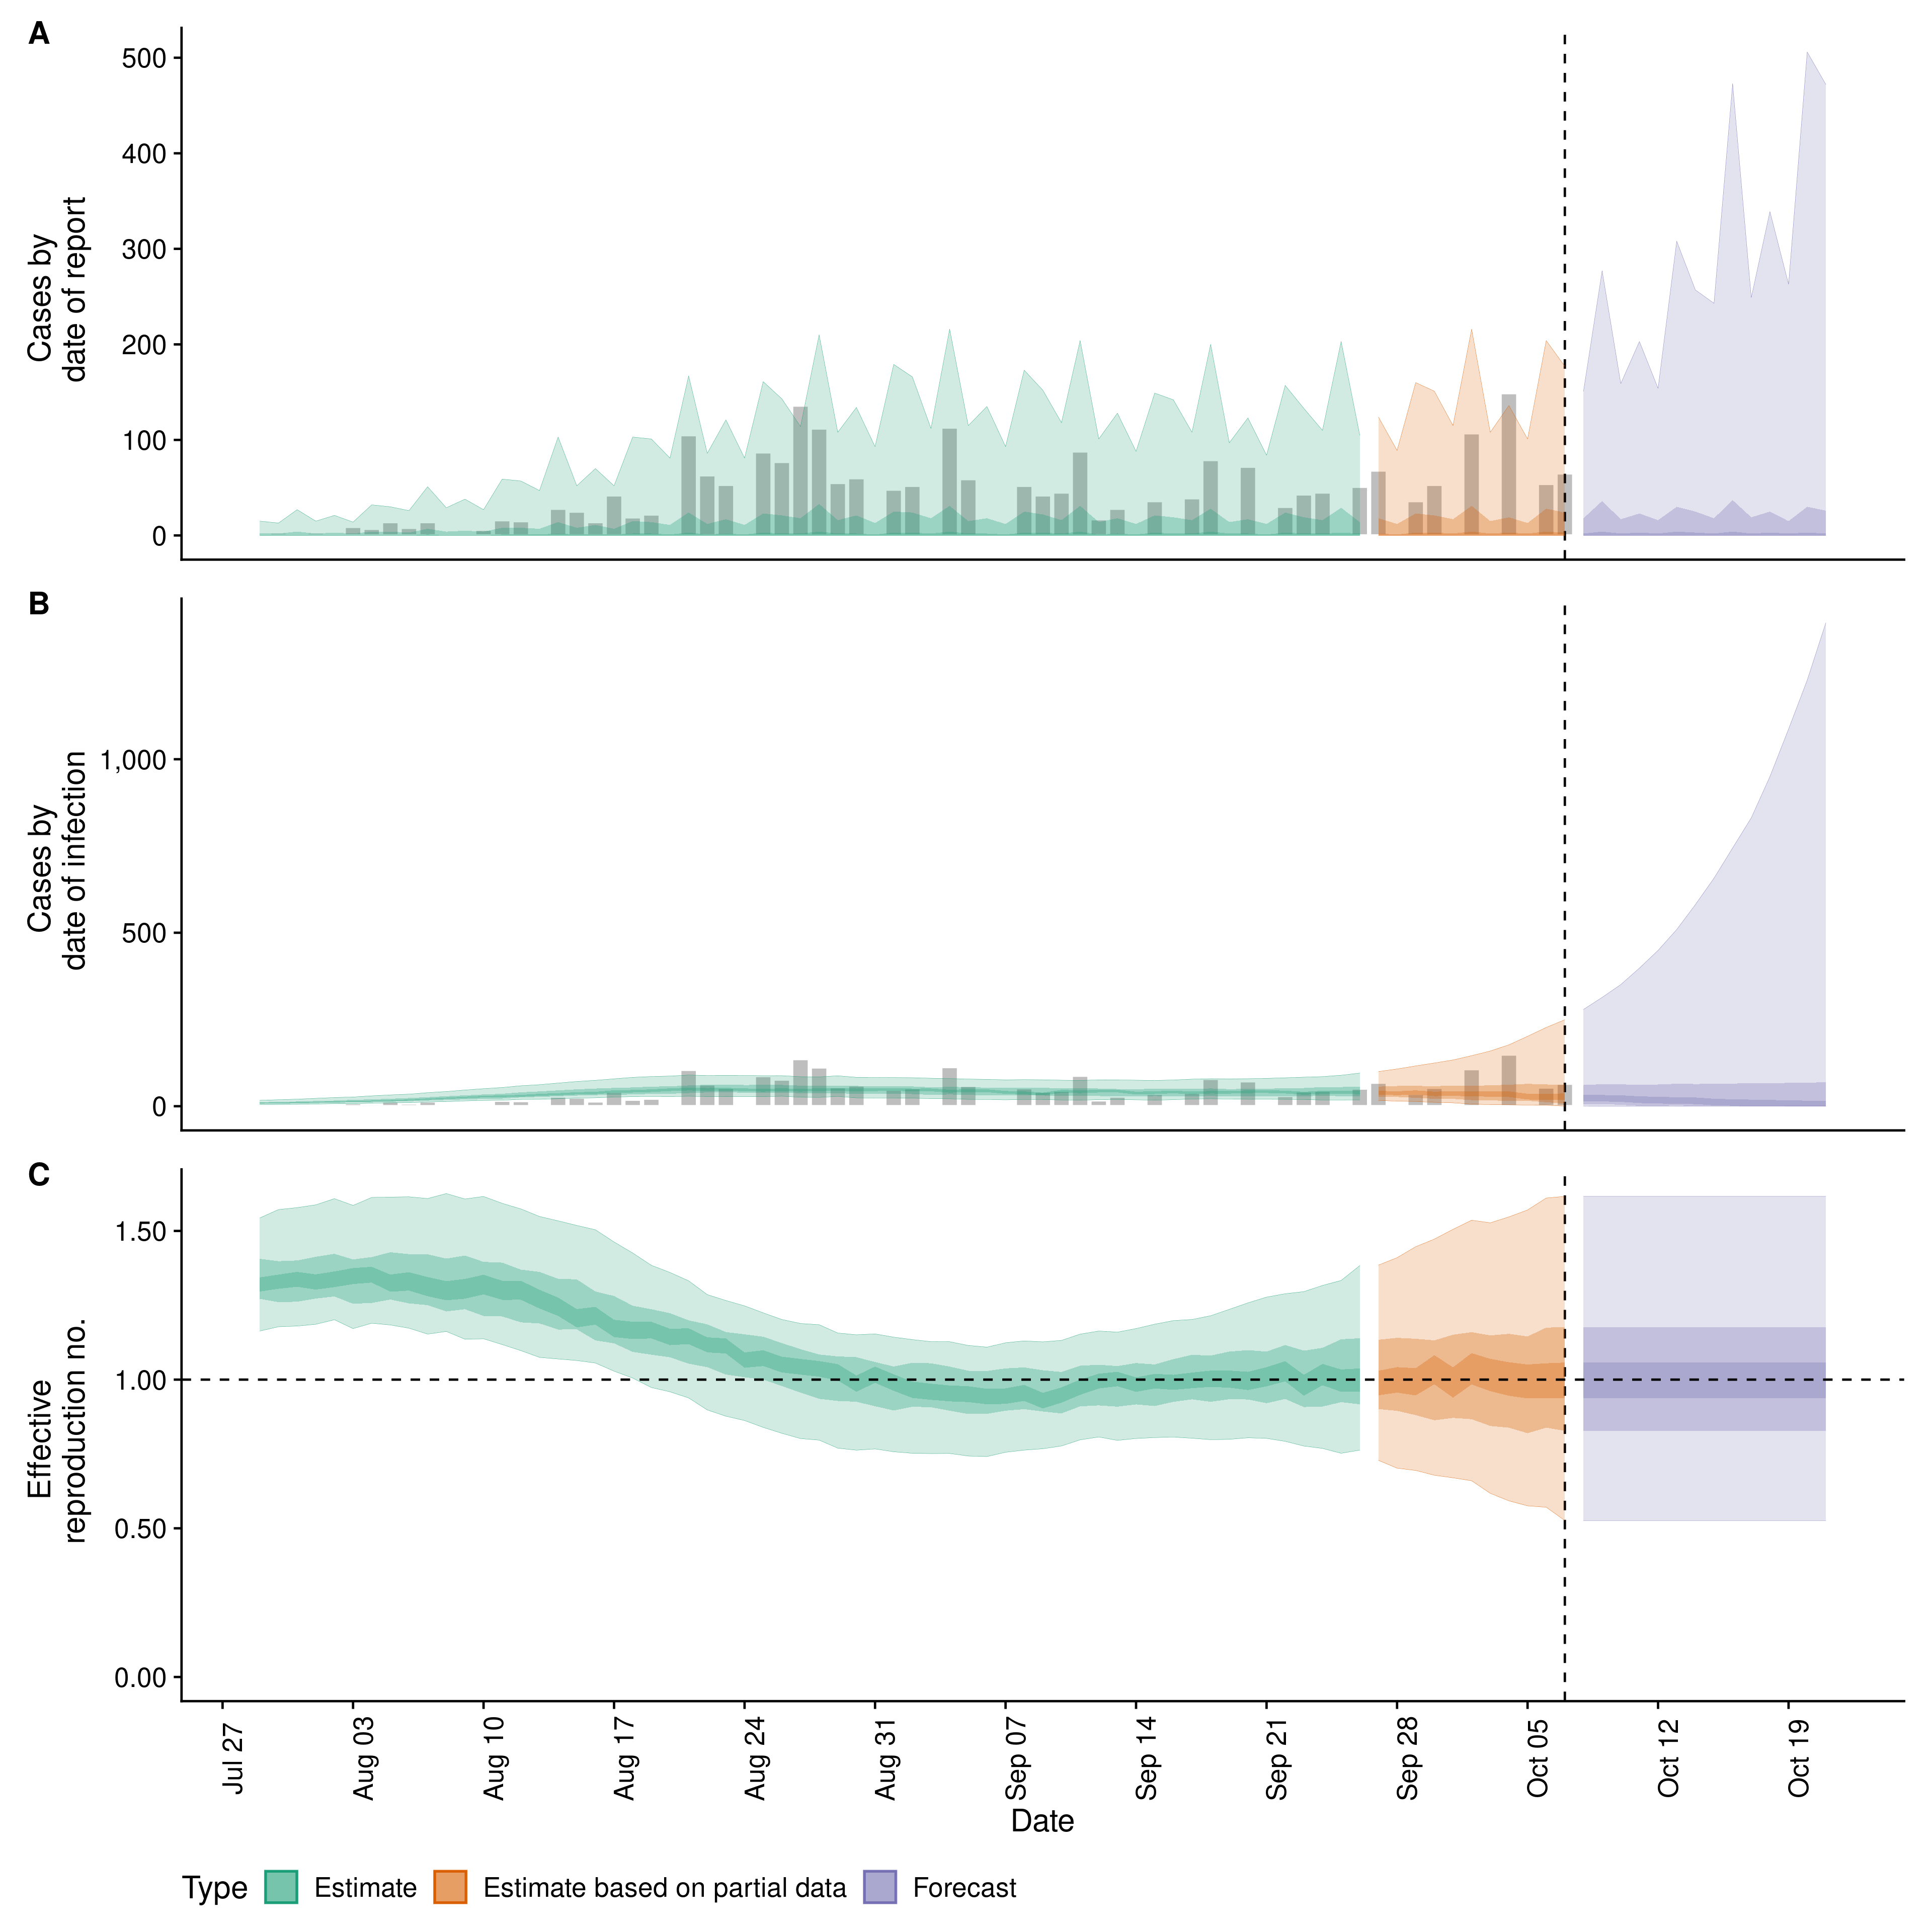 A
500
400
300
200
100
0
Cases by
date of report
B
1,000
500
0
Cases by
date of infection
C
1.50
1.00
0.50
0.00
Effective
reproduction no.
Jul 27
Aug 03
Aug 10
Aug 17
Aug 24
Aug 31
Sep 07
Sep 14
Sep 21
Sep 28
Oct 05
Oct 12
Oct 19
Date
Type Estimate Estimate based on partial data Forecast